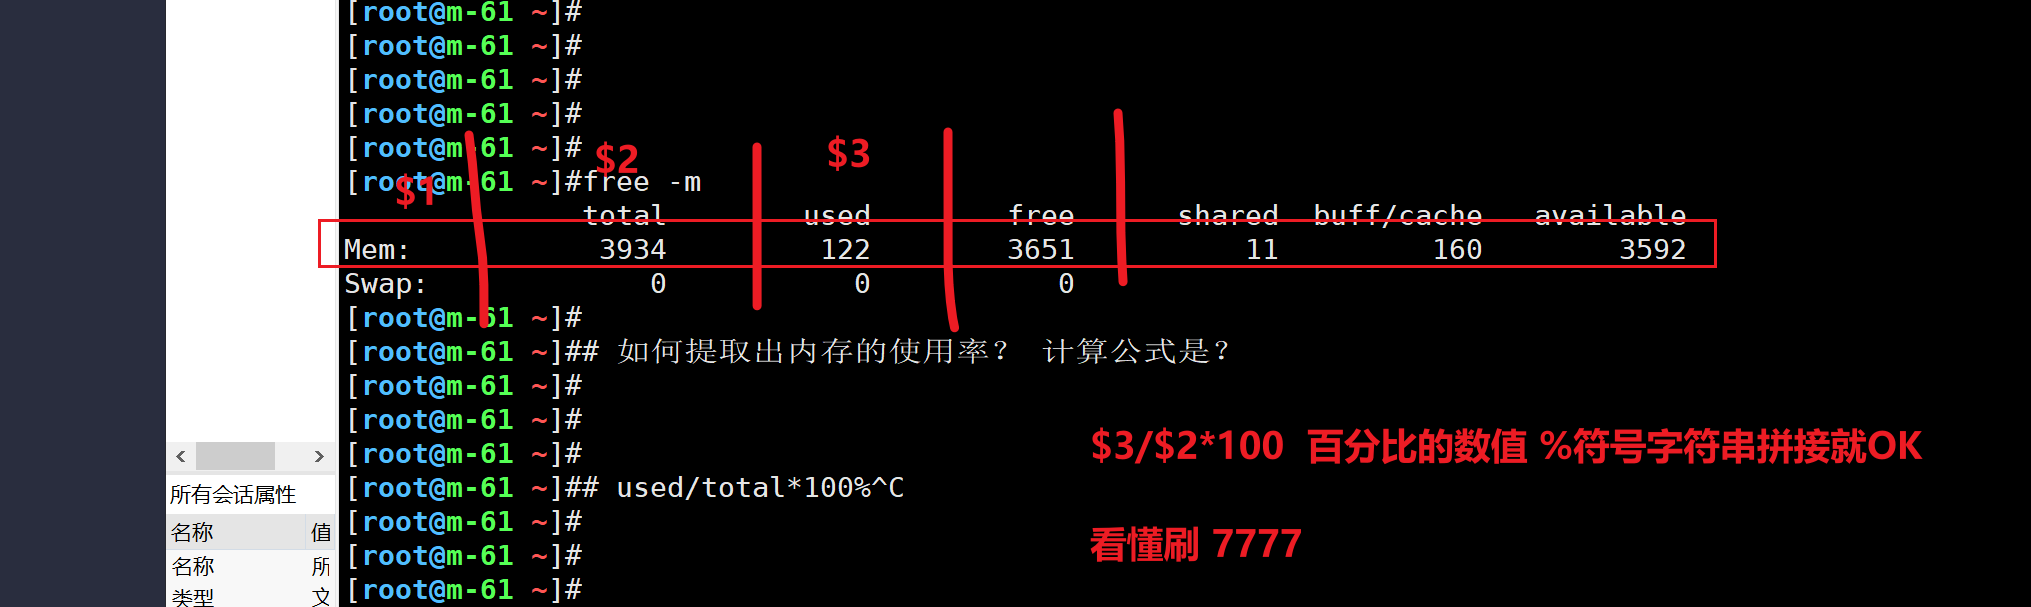 [root@m-61 ~]#
[root@m-61 ~]#
[root@m-61 ~]#
[root@m-61 ~]#
[root@m-61 ~]#
$1 $2 $3
[root@m-61 ~]#free -m
total used free shared buff/cache available
Mem: 3934 122 3651 11 160 3592
Swap: 0 0 0
[root@m-61 ~]#
[root@m-61 ~]## 如何提取出内存的使用率？ 计算公式是？
[root@m-61 ~]#
[root@m-61 ~]#
[root@m-61 ~]#
$3/$2*100 百分比的数值 %符号字符串拼接就OK
[root@m-61 ~]## used/total*100%^C
[root@m-61 ~]#
[root@m-61 ~]#
看懂刷 7777
[root@m-61 ~]#
所有会话属性
名称 值
名称 所
类型 文